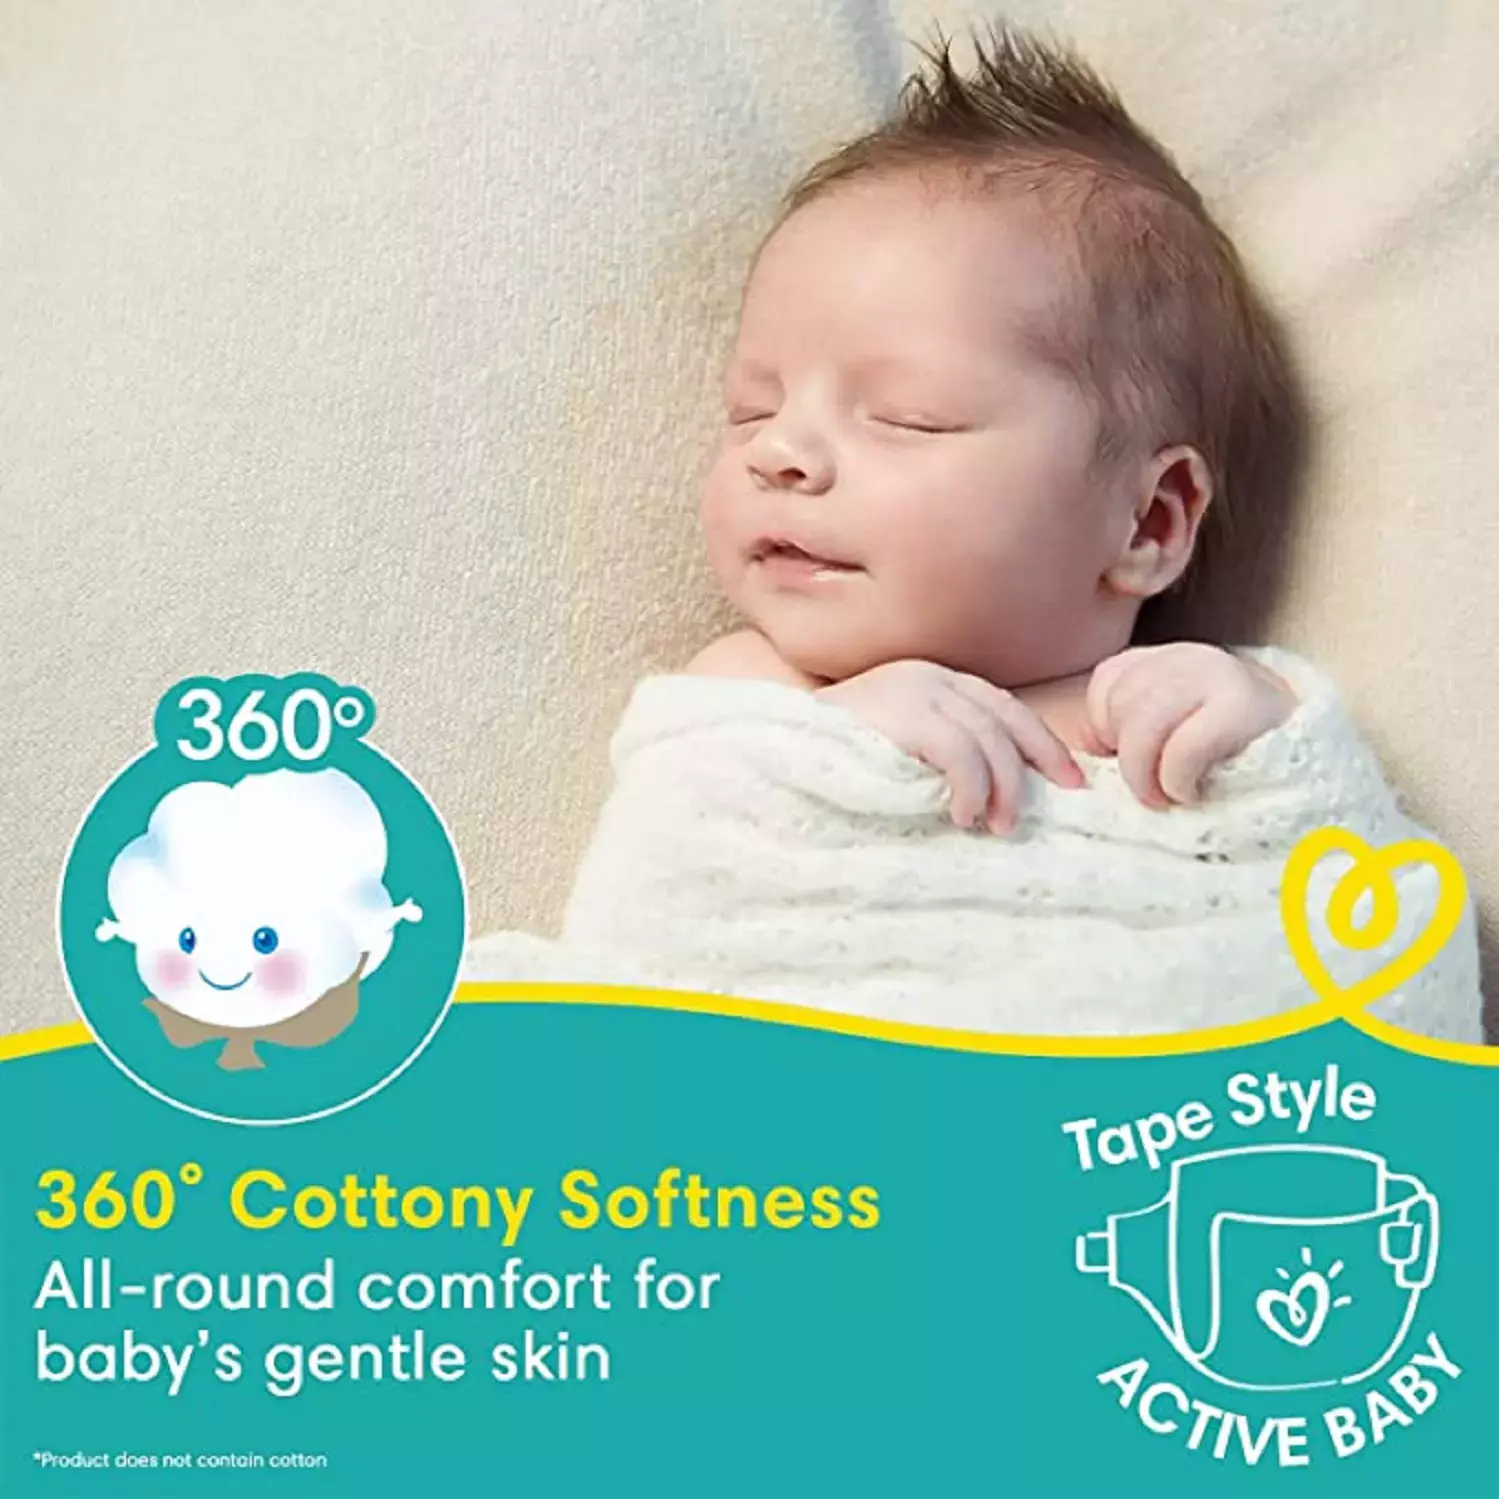 360°
360° Cottony Softness
All-round comfort for
baby's gentle skin
*Product does not contain cotton
Tape Style
ACTIVE BABY